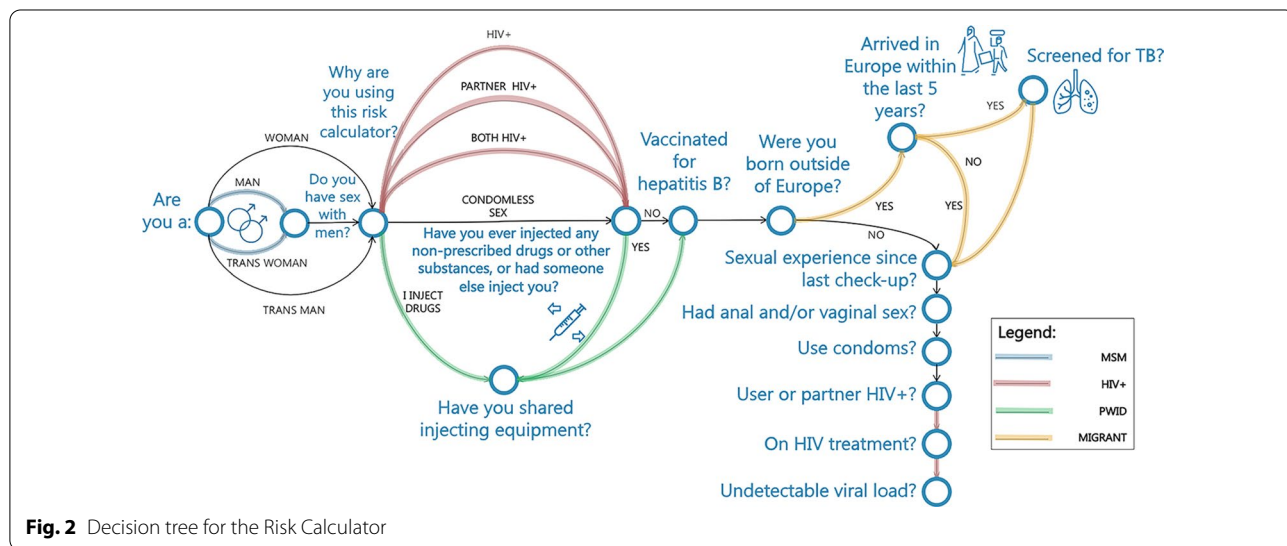 Are
you a:
WOMAN
MAN
TRANS WOMAN
TRANS MAN
Do you
have sex
with
men?
Why are
you using
this risk
calculator?
HIV+
PARTNER HIV+
BOTH HIV+
CONDOMLESS
SEX
I INJECT
DRUGS
Have you ever injected any
non-prescribed drugs or other
substances, or had someone
else inject you?
NO
YES
Have you shared
injecting equipment?
Vaccinated
for
hepatitis B?
Were you
born outside
of Europe?
YES
NO
Arrived in
Europe within
the last 5
years?
YES
NO
YES
Screened for TB?
Sexual experience since
last check-up?
Had anal and/or vaginal sex?
Use condoms?
User or partner HIV+?
On HIV treatment?
Undetectable viral load?
Legend:
MSM
HIV+
PWID
MIGRANT
Fig. 2 Decision tree for the Risk Calculator